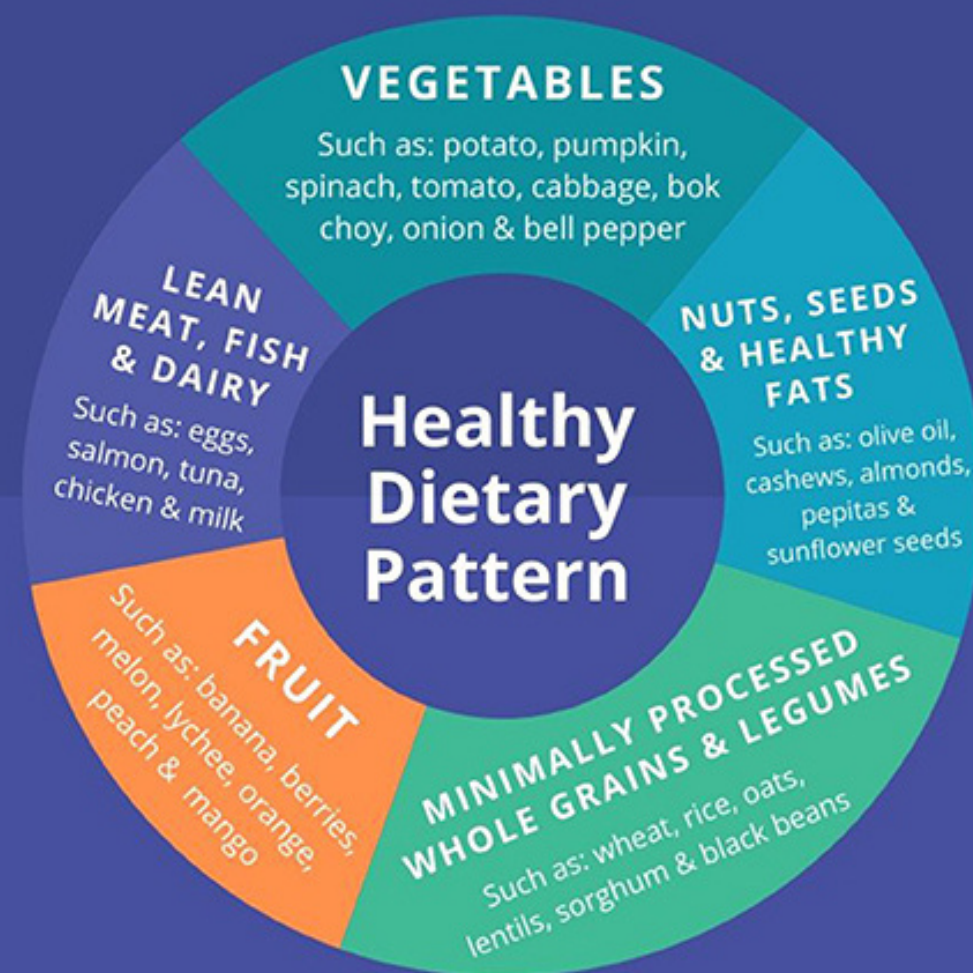 VEGETABLES
Such as: potato, pumpkin,
spinach, tomato, cabbage, bok
choy, onion & bell pepper
NUTS, SEEDS
& HEALTHY
FATS
Such as: olive oil,
cashews, almonds,
pepitas &
sunflower seeds
MINIMALLY PROCESSED
WHOLE GRAINS & LEGUMES
Such as: wheat, rice, oats,
lentils, sorghum & black beans
FRUIT
Such as: banana, berries,
melon, lychee, orange,
peach & mango
LEAN
MEAT, FISH
& DAIRY
Such as: eggs,
salmon, tuna,
chicken & milk
Healthy
Dietary
Pattern